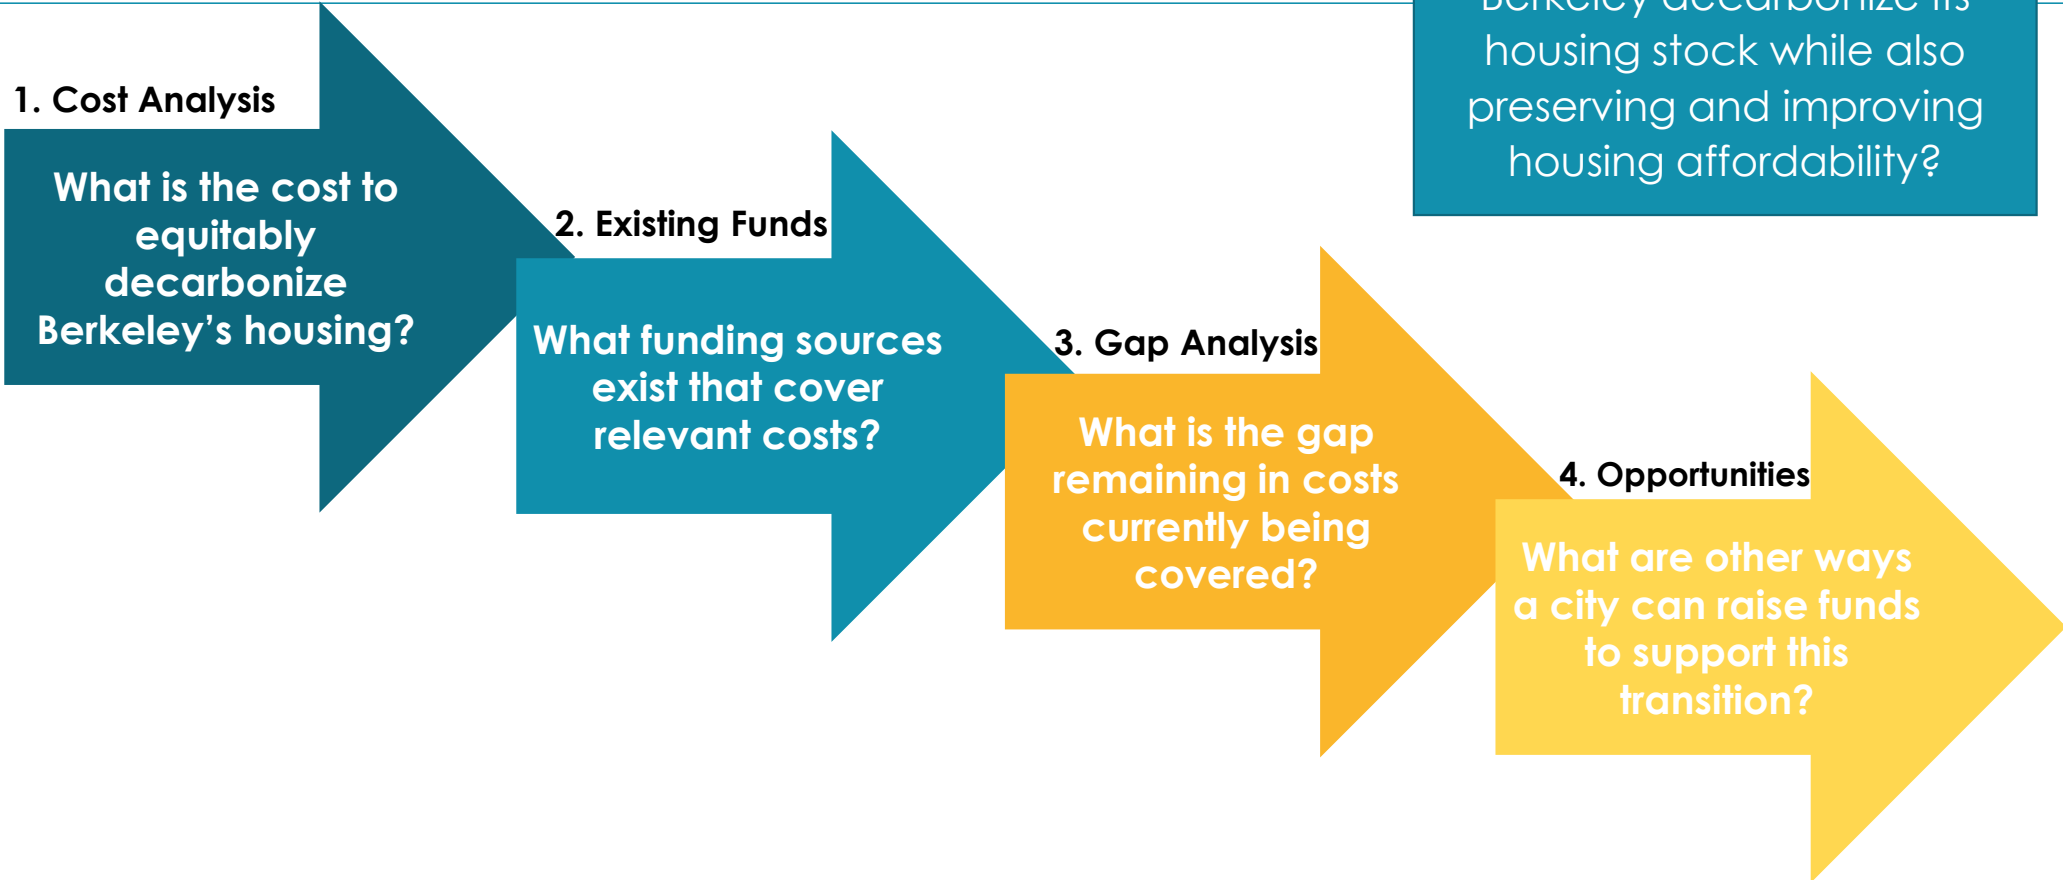 Berkeley decarbonize its
housing stock while also
preserving and improving
housing affordability?
1. Cost Analysis
What is the cost to
equitably
decarbonize
Berkeley’s housing?
2. Existing Funds
What funding sources
exist that cover
relevant costs?
3. Gap Analysis
What is the gap
remaining in costs
currently being
covered?
4. Opportunities
What are other ways
a city can raise funds
to support this
transition?